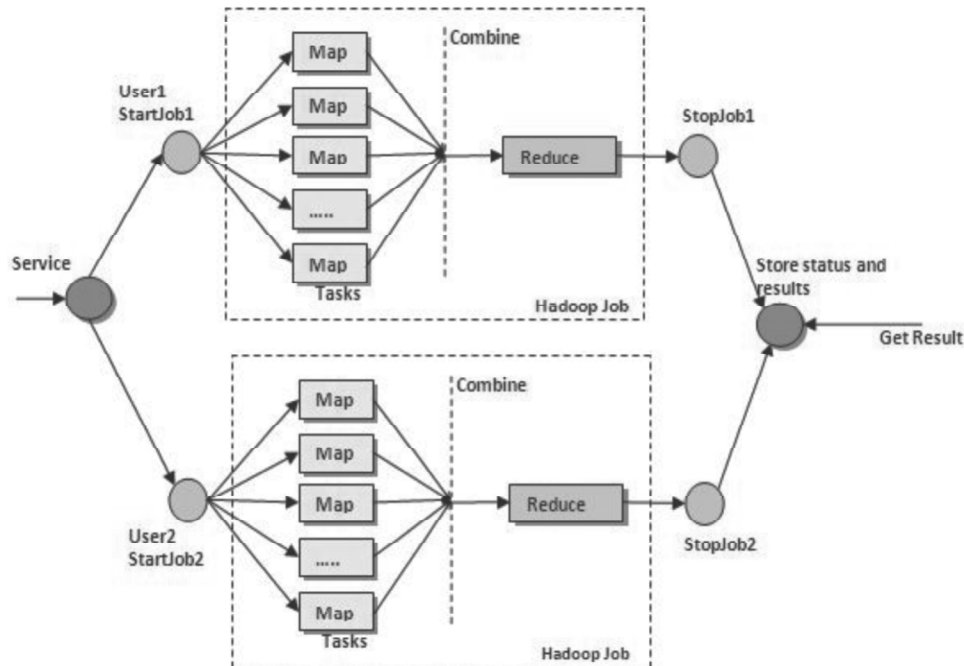 Map
Combine
User1
StartJob1
Map
StopJob1
Map
Reduce
.....
Map
Service
Tasks
Store status and
results
Hadoop Job
Get Result
Map
Combine
Map
Map
Reduce
User2
StartJob2
.....
StopJob2
Map
Tasks
Hadoop Job